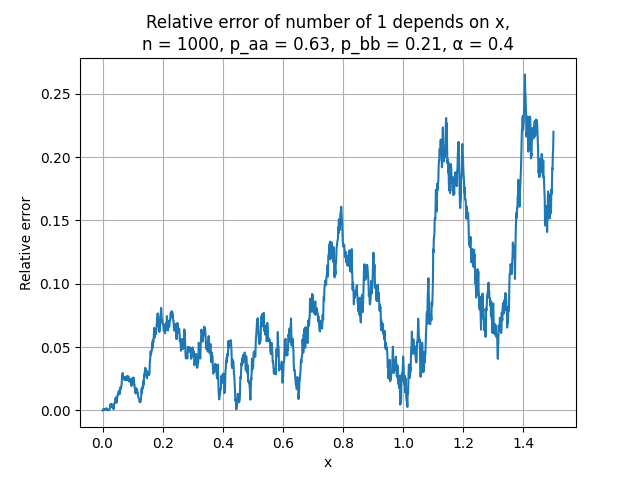 Relative error of number of 1 depends on x,
n = 1000, p_aa = 0.63, p_bb = 0.21, α = 0.4
Relative error
0.25
0.20
0.15
0.10
0.05
0.00
0.0 0.2 0.4 0.6 0.8 1.0 1.2 1.4
x